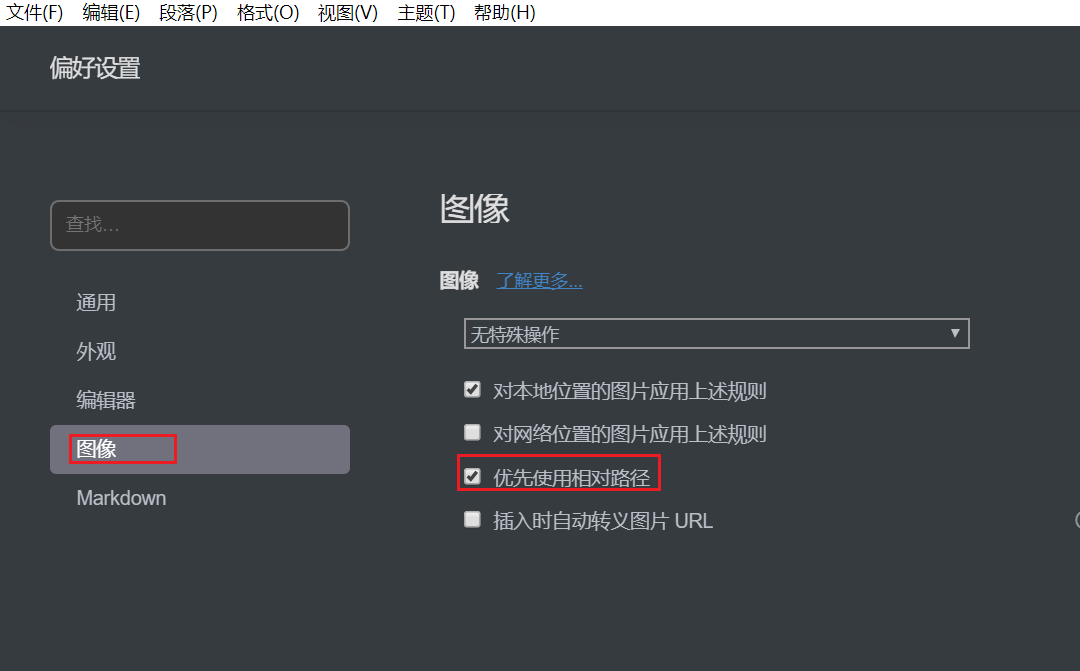 文件(F) 编辑(E) 段落(P) 格式(O) 视图(V) 主题(T) 帮助(H)
偏好设置
查找...
通用
外观
编辑器
图像
Markdown
图像
图像 了解更多...
无特殊操作
对本地位置的图片应用上述规则
对网络位置的图片应用上述规则
优先使用相对路径
插入时自动转义图片 URL